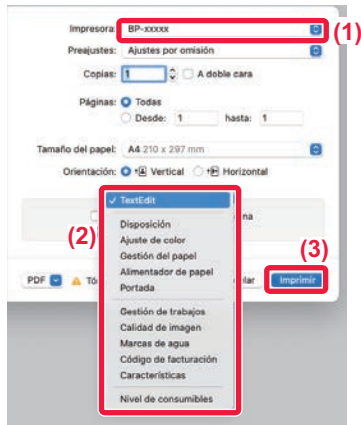 Impresora: BP-xxxxx (1)
Preajustes: Ajustes por omisión
Copias: 1 A doble cara
Páginas: Todas
Desde: 1 hasta: 1
Tamaño del papel: A4 210 x 297 mm
Orientación: Vertical Horizontal
✓ TextEdit
na
(2)
Disposición
Ajuste de color
Gestión del papel
Alimentador de papel
Portada
(3)
PDF Imprimir
Gestión de trabajos
Calidad de imagen
Marcas de agua
Código de facturación
Características
Nivel de consumibles